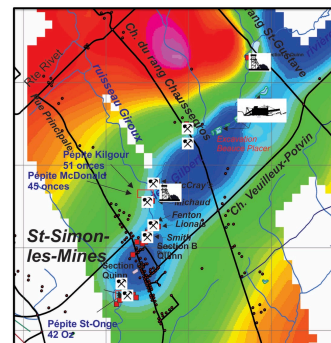 Rte Rivet
Ch. du rang Chaussegros
rang St-Gustave
ruisseau Giroux
rue Principale
Pépite Kilgour
51 onces
Pépite McDonald
45 onces
Gilbert
McCray
Michaud
Fenton
Lionais
Smith
Ch. Veuilleux-Potvin
St-Simon
les-Mines
Section B
Quinn
Section
Quinn
Pépite St-Onge
42 Oz